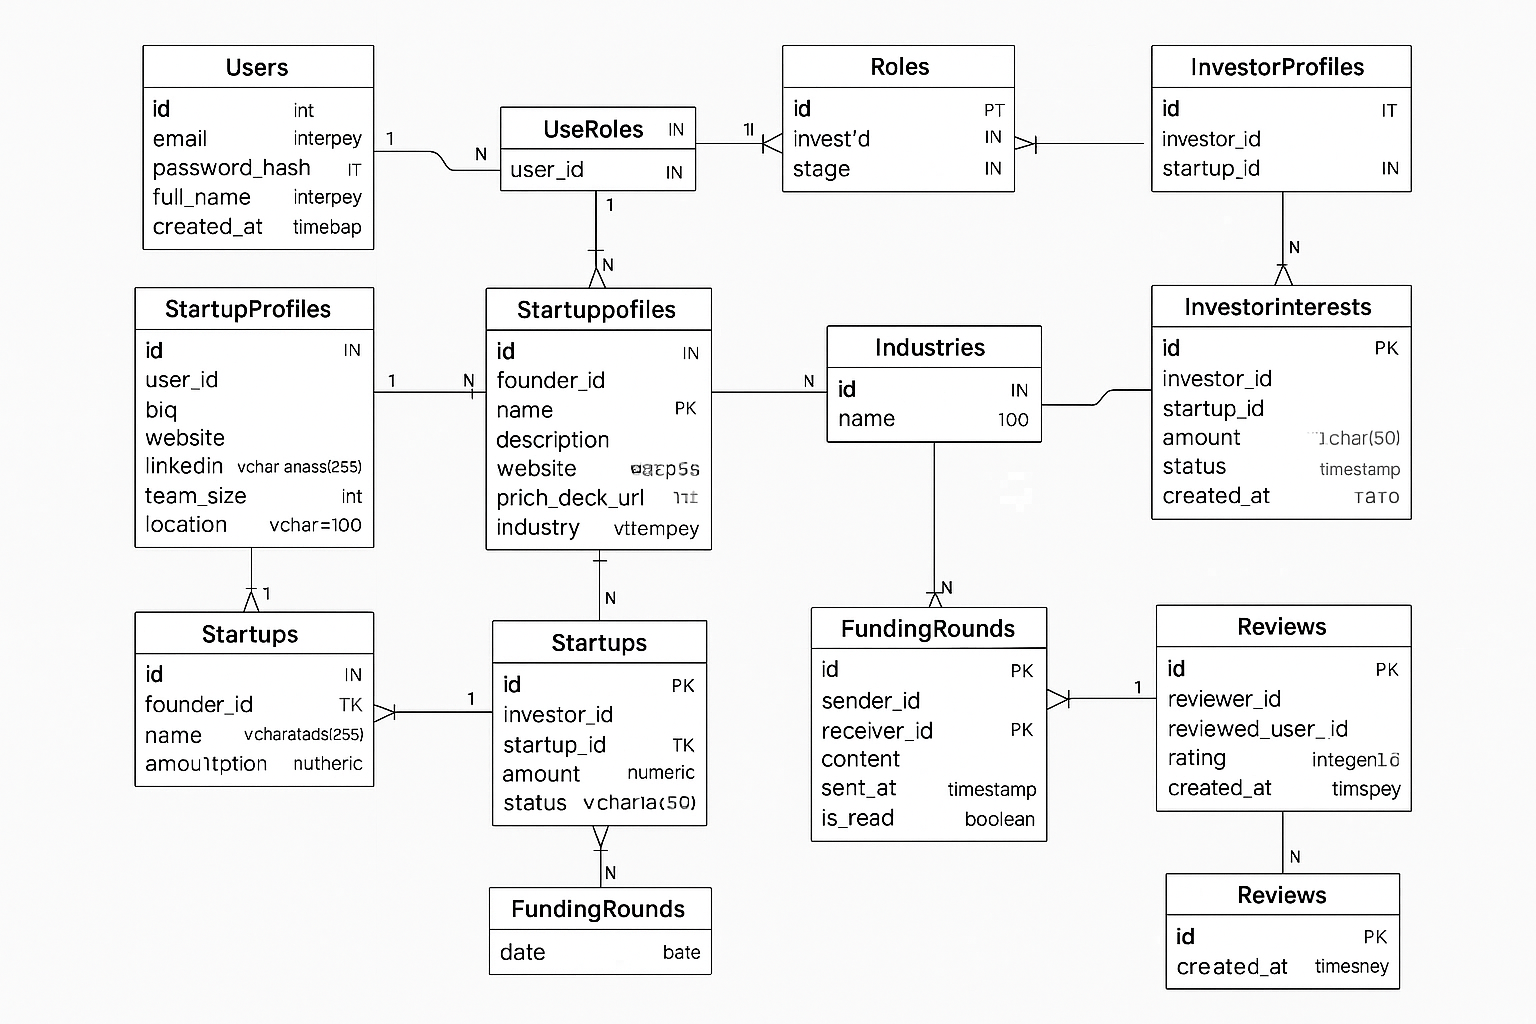 Users
id int
email interpey
password_hash IT
full_name interpey
created_at timebap
1
N
UseRoles IN
user_id IN
1l
Roles
id PT
invest'd IN
stage IN
InvestorProfiles
id IT
investor_id
startup_id IN
1
N
N
StartupProfiles
id IN
user_id
biq
website
linkedin vchar anass(255)
team_size int
location vchar=100
1
N
Startuppofiles
id IN
founder_id
name PK
description
website
prich_deck_url
industry vttempey
N
Industries
id IN
name 100
Investorinterests
id PK
investor_id
startup_id
amount char(50)
status timestamp
created_at TATO
1
N
N
Startups
id IN
founder_id TK
name vcharatads(255)
amou1tption nutheric
1
Startups
id PK
investor_id
startup_id TK
amount numeric
status vchar1a(50)
FundingRounds
id PK
sender_id
receiver_id PK
content
sent_at timestamp
is_read boolean
1
Reviews
id PK
reviewer_id
reviewed_user_id
rating
created_at timspey
N
N
FundingRounds
date bate
Reviews
id PK
created_at timesney